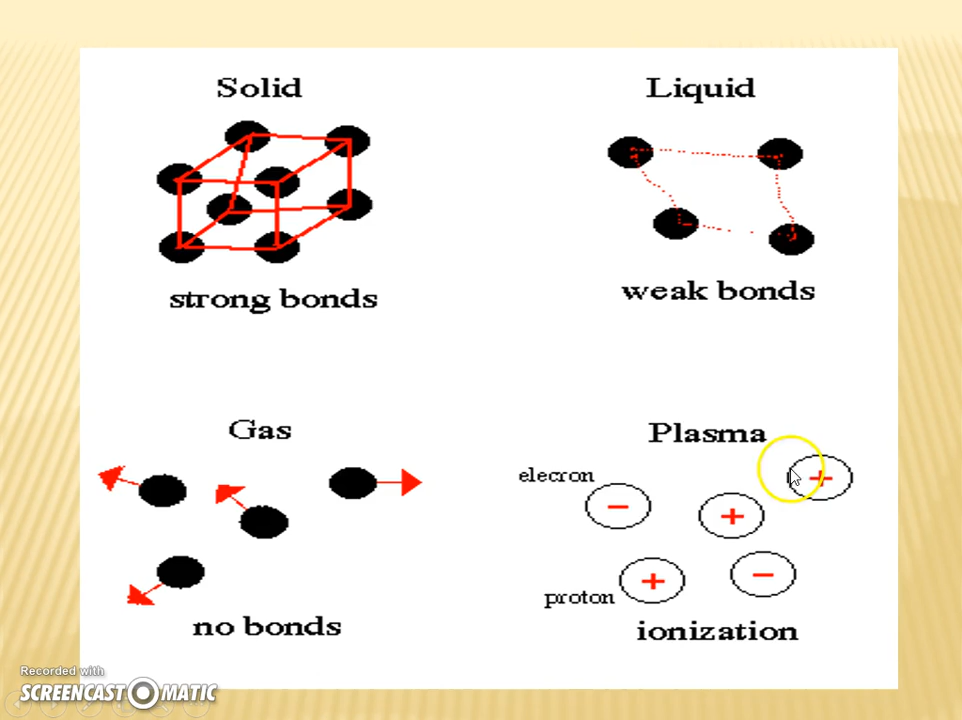 Solid
Liquid
strong bonds
weak bonds
Gas
Plasma
elecron
−
+
+
+
−
proton
no bonds
ionization
Recorded with
SCREENCAST MATIC